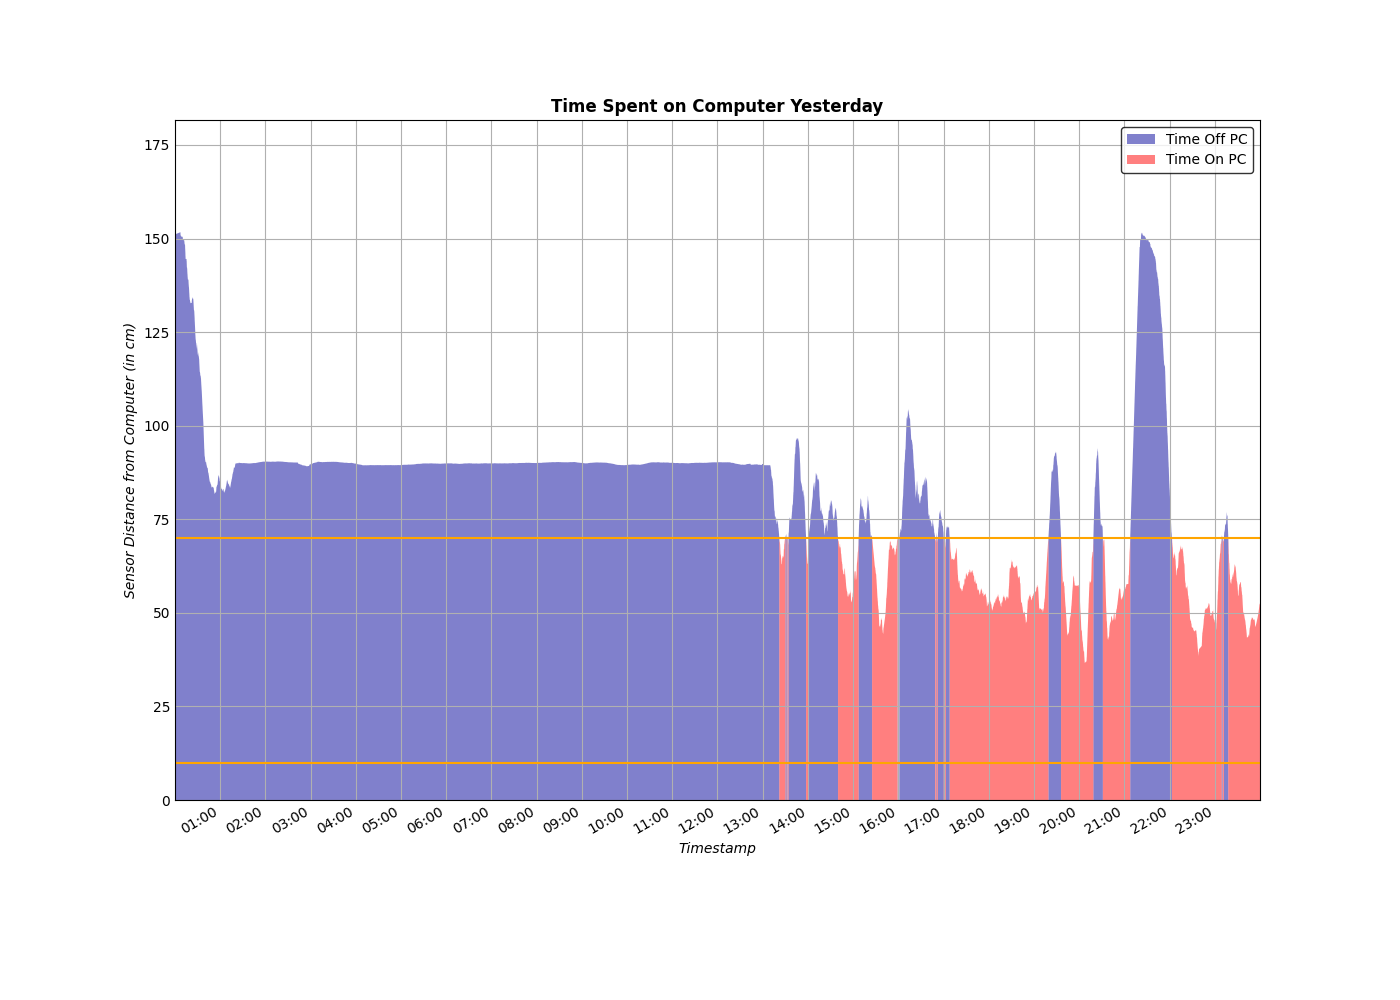 Time Spent on Computer Yesterday
Time Off PC
Time On PC
175
150
125
100
75
50
25
0
Sensor Distance from Computer (in cm)
01:00 02:00 03:00 04:00 05:00 06:00 07:00 08:00 09:00 10:00 11:00 12:00 13:00 14:00 15:00 16:00 17:00 18:00 19:00 20:00 21:00 22:00 23:00
Timestamp